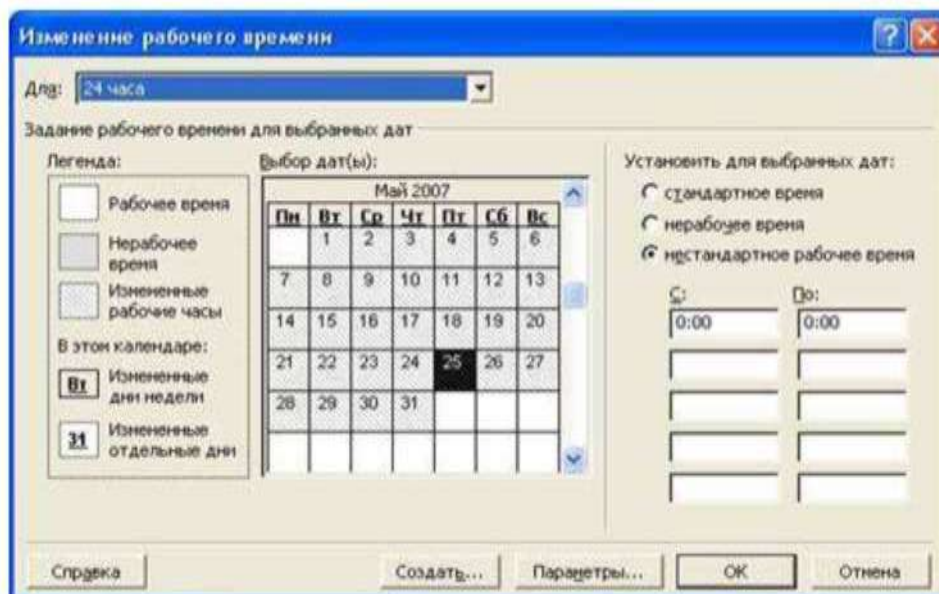 Изменение рабочего времени
Для: 24 часа
Задание рабочего времени для выбранных дат
Легенда:
Рабочее время
Нерабочее
время
Измененные
рабочие часы
В этом календаре:
Вт Измененные
дни недели
31 Измененные
отдельные дни
Выбор дат(ы):
Май 2007
Пн Вт Ср Чт Пт Сб Вс
1 2 3 4 5 6
7 8 9 10 11 12 13
14 15 16 17 18 19 20
21 22 23 24 25 26 27
28 29 30 31
Установить для выбранных дат:
стандартное время
нерабочее время
нестандартное рабочее время
С: По:
0:00 0:00
Справка Создать... Параметры... ОК Отмена